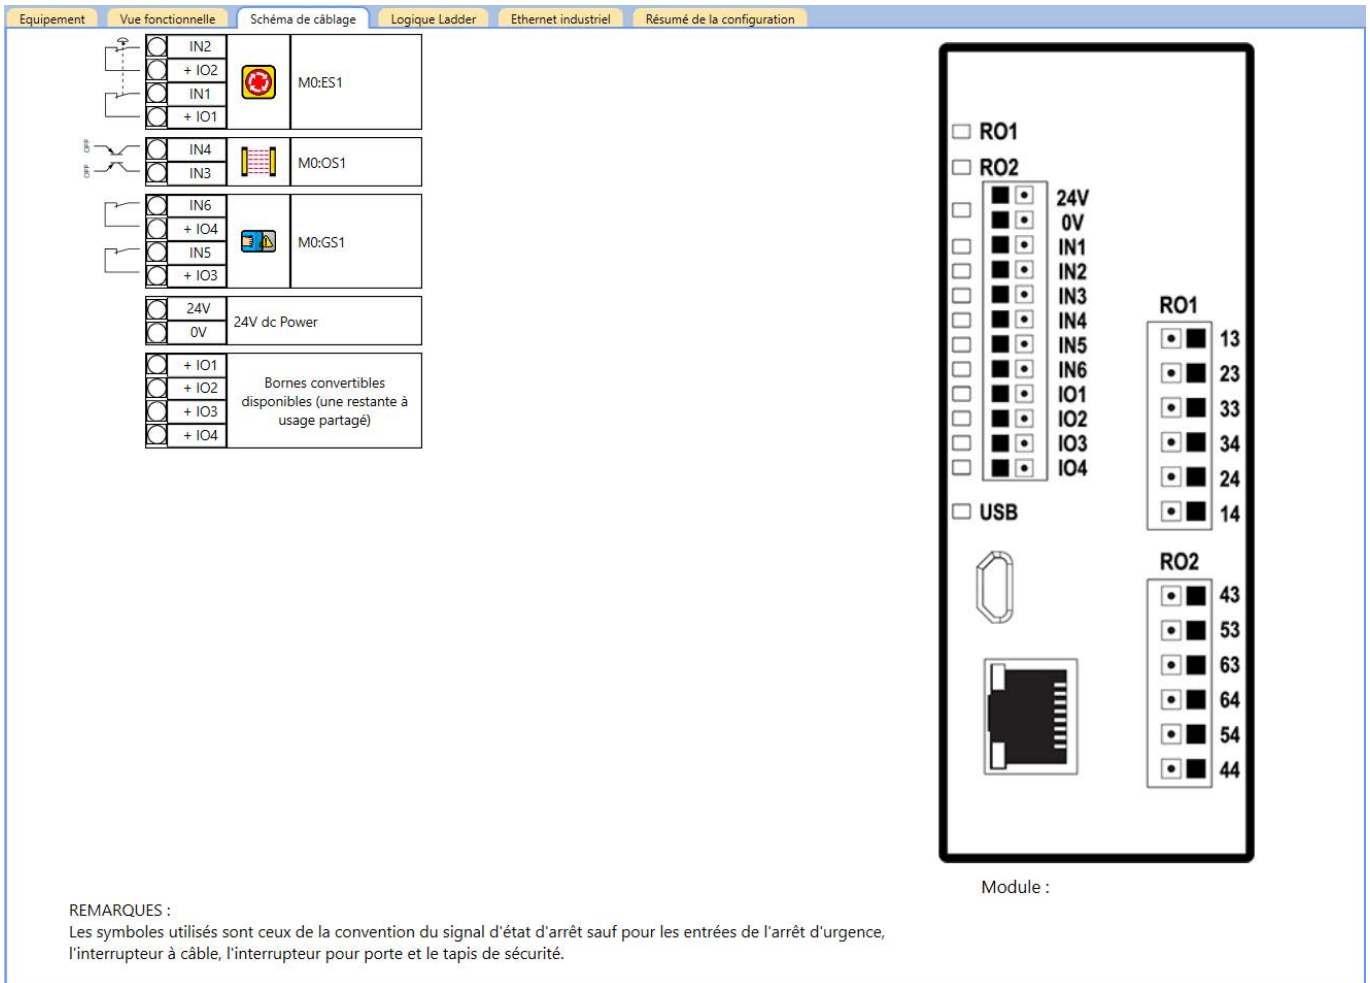 Equipement Vue fonctionnelle Schéma de câblage Logique Ladder Ethernet industriel Résumé de la configuration
IN2
+ IO2
IN1
+ IO1
M0:ES1
OFF
OFF
IN4
IN3
M0:OS1
IN6
+ IO4
IN5
+ IO3
M0:GS1
24V
0V
24V dc Power
+ IO1
+ IO2
+ IO3
+ IO4
Bornes convertibles
disponibles (une restante à
usage partagé)
RO1
RO2
24V
0V
IN1
IN2
IN3
IN4
IN5
IN6
IO1
IO2
IO3
IO4
USB
RO1
13
23
33
34
24
14
RO2
43
53
63
64
54
44
Module :
REMARQUES :
Les symboles utilisés sont ceux de la convention du signal d'état d'arrêt sauf pour les entrées de l'arrêt d'urgence,
l'interrupteur à câble, l'interrupteur pour porte et le tapis de sécurité.